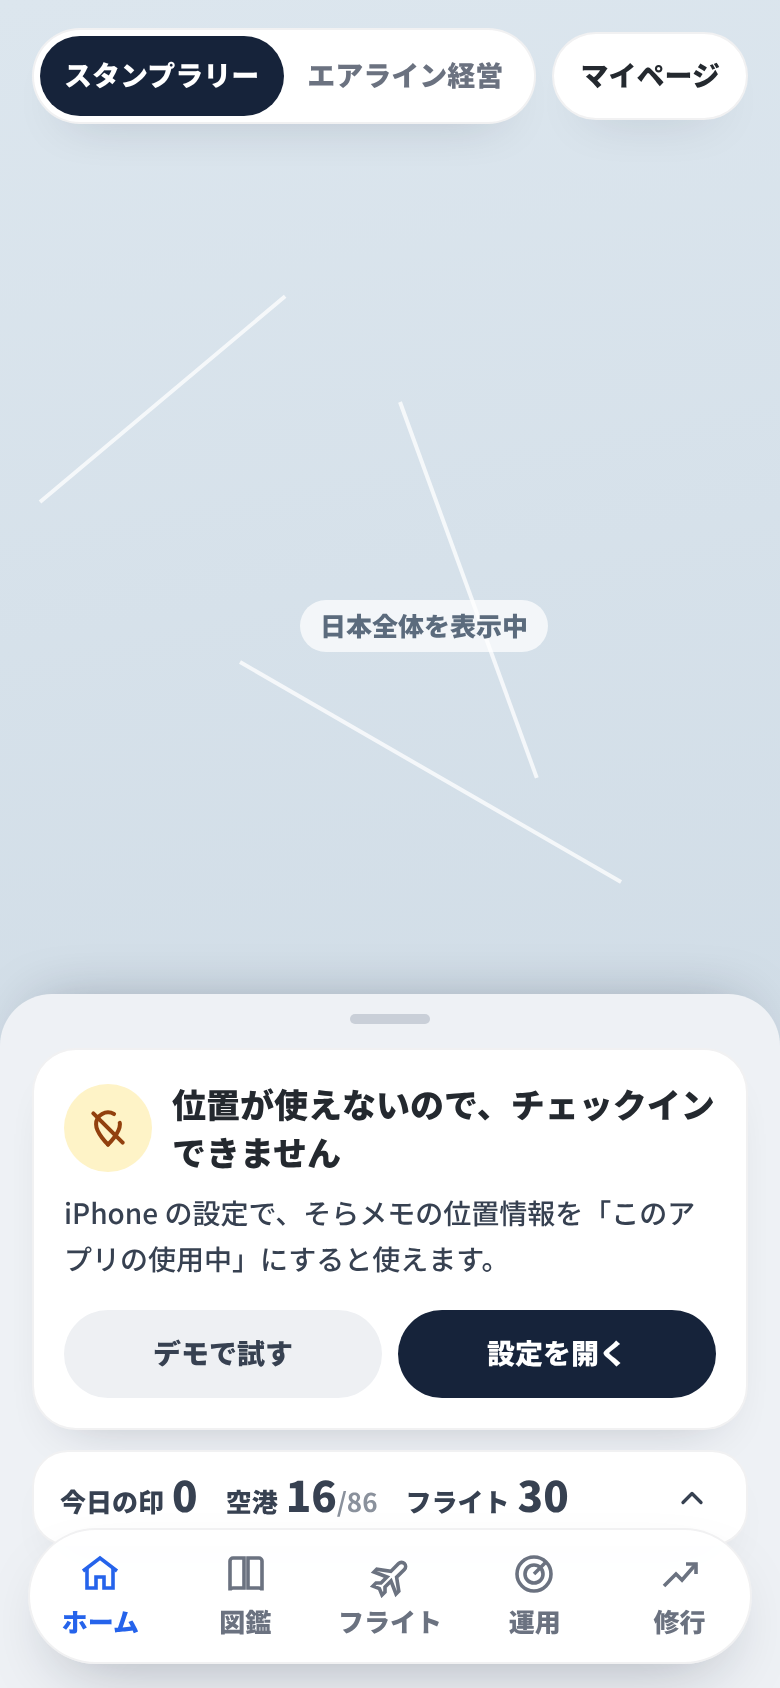 スタンプラリー エアライン経営 マイページ
日本全体を表示中
位置が使えないので、チェックイン
できません
iPhone の設定で、そらメモの位置情報を「このア
プリの使用中」にすると使えます。
デモで試す 設定を開く
今日の印 0 空港 16/86 フライト 30
ホーム 図鑑 フライト 運用 修行